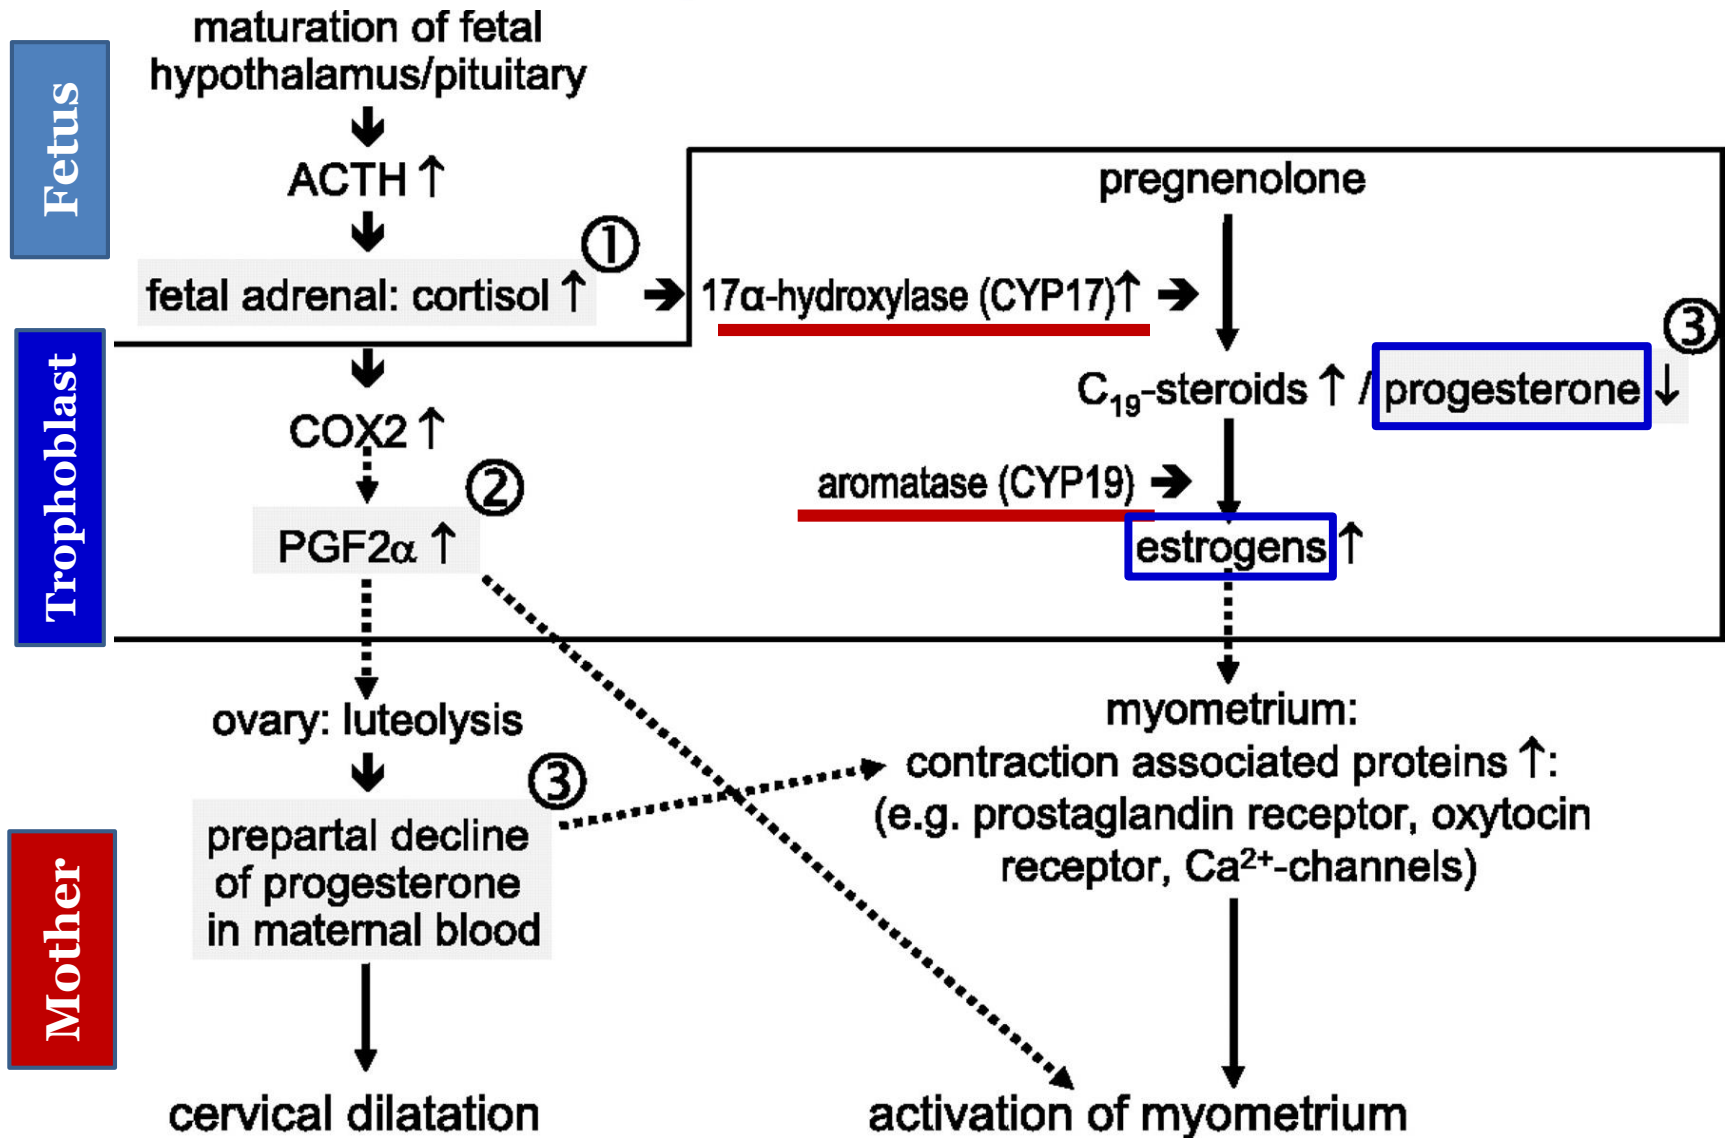 Fetus
maturation of fetal
hypothalamus/pituitary
ACTH ↑
fetal adrenal: cortisol ↑
①
pregnenolone
17α-hydroxylase (CYP17)↑
C₁₉-steroids ↑ / progesterone ↓
③
aromatase (CYP19)
estrogens ↑
Trophoblast
COX2 ↑
②
PGF2α ↑
Mother
ovary: luteolysis
③
prepartal decline
of progesterone
in maternal blood
cervical dilatation
myometrium:
contraction associated proteins ↑:
(e.g. prostaglandin receptor, oxytocin
receptor, Ca²⁺-channels)
activation of myometrium